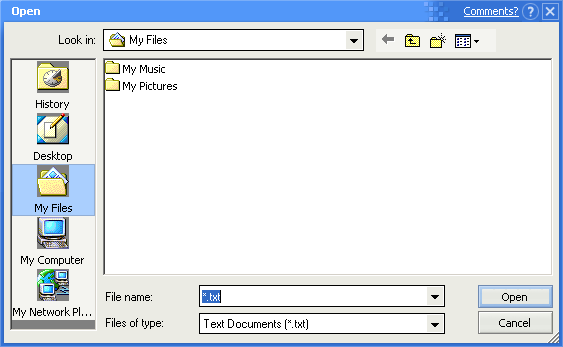 Open Comments? ?
Look in: My Files
My Music
My Pictures
History
Desktop
My Files
My Computer
My Network Pl...
File name: *.txt Open
Files of type: Text Documents (*.txt) Cancel